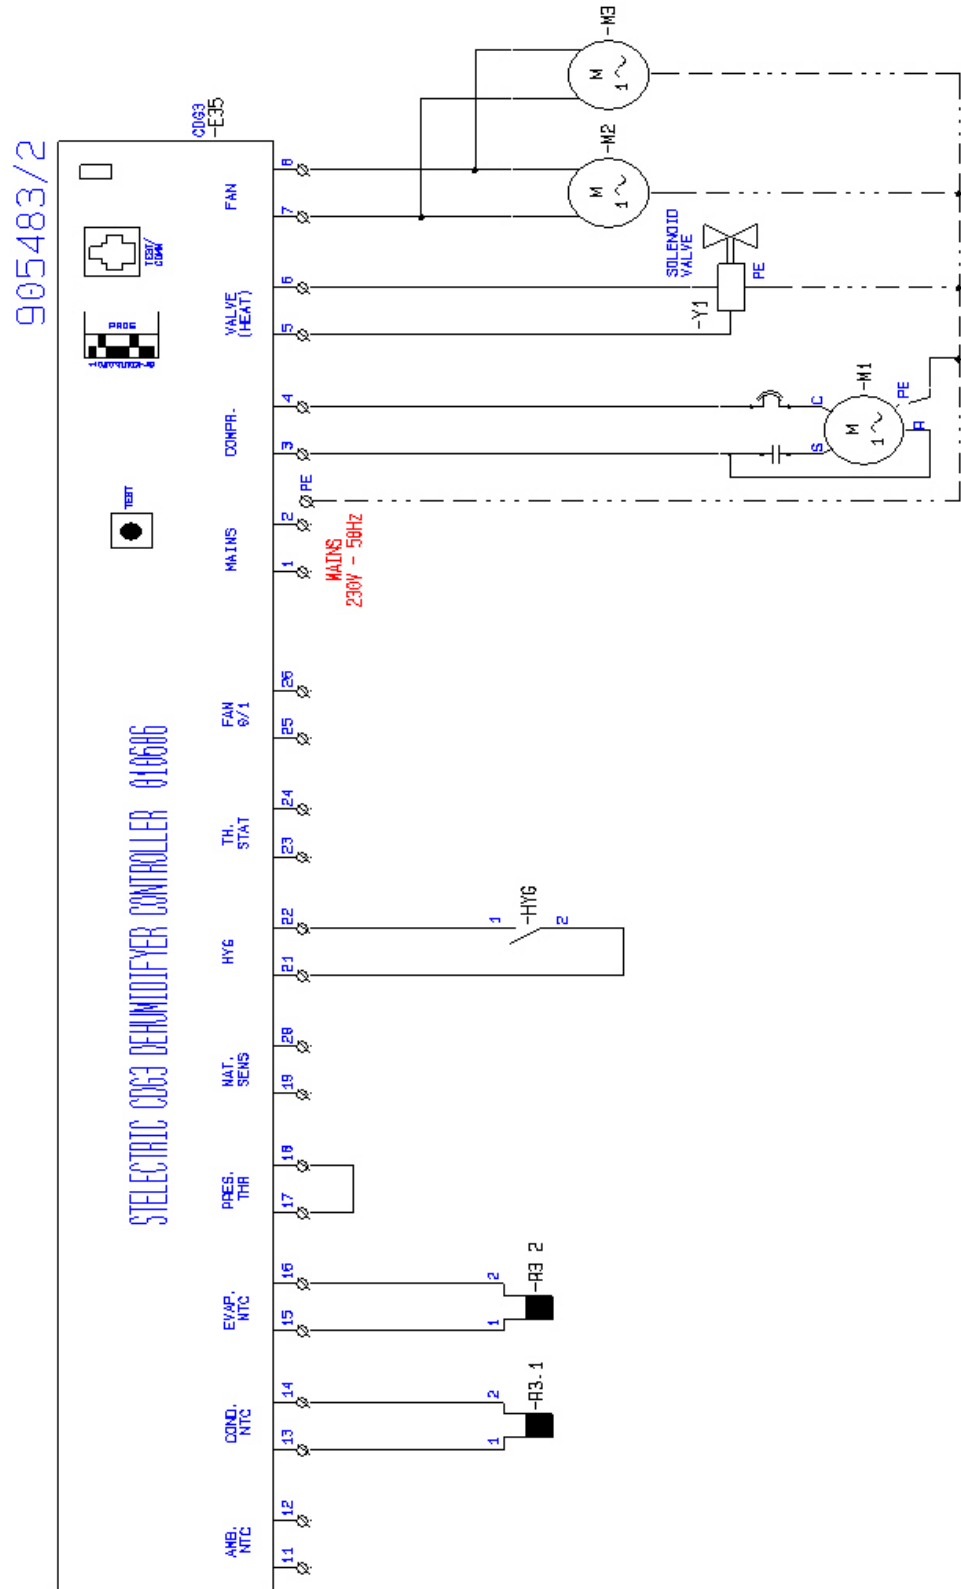 905483/2
CDG3
-E35
STELECTRIC CDG3 DEHUMIDIFYER CONTROLLER 010606
TEST
PROG
TEST/
COMM
AMB.
NTC
11
12
COND.
NTC
13
14
1
2
-R3.1
EVAP.
NTC
15
16
1
2
-R3 2
PRES.
THR
17
18
NAT.
SENS
19
20
HYG
21
22
1
-HYG
2
TH.
STAT
23
24
FAN
0/1
25
26
MAINS
1
2
PE
MAINS
230V - 50HZ
COMPR-
3
4
S
C
R
PE
M
1
-M1
VALVE
(HEAT)
5
6
-Y1
SOLENOID
VALVE
PE
FAN
7
8
M
1
-M2
M
1
-M3